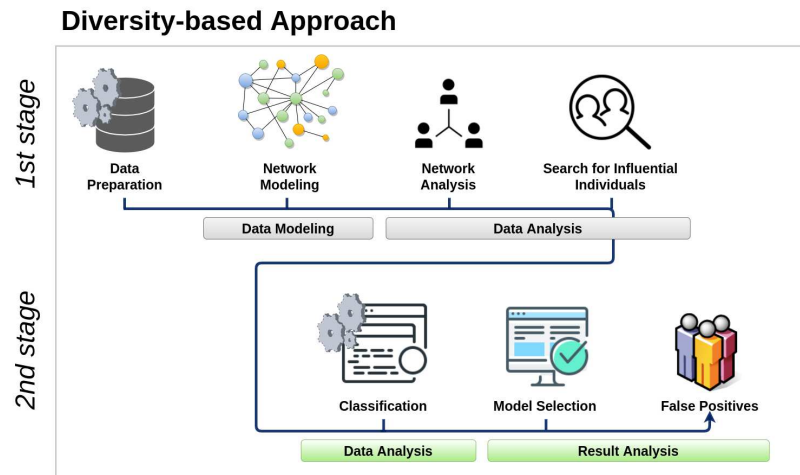 Diversity-based Approach
1st stage
Data
Preparation
Network
Modeling
Network
Analysis
Search for Influential
Individuals
Data Modeling
Data Analysis
2nd stage
Classification
Model Selection
False Positives
Data Analysis
Result Analysis